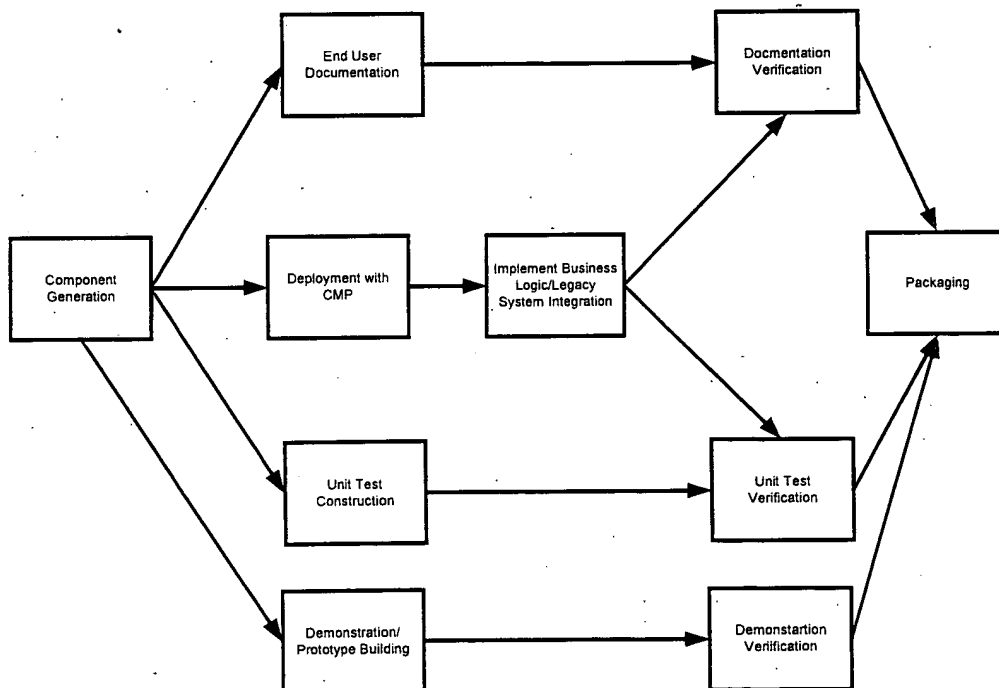 End User
Documentation
Docmentation
Verification
Component
Generation
Deployment with
CMP
Implement Business
Logic/Legacy
System Integration
Packaging
Unit Test
Construction
Unit Test
Verification
Demonstration/
Prototype Building
Demonstartion
Verification